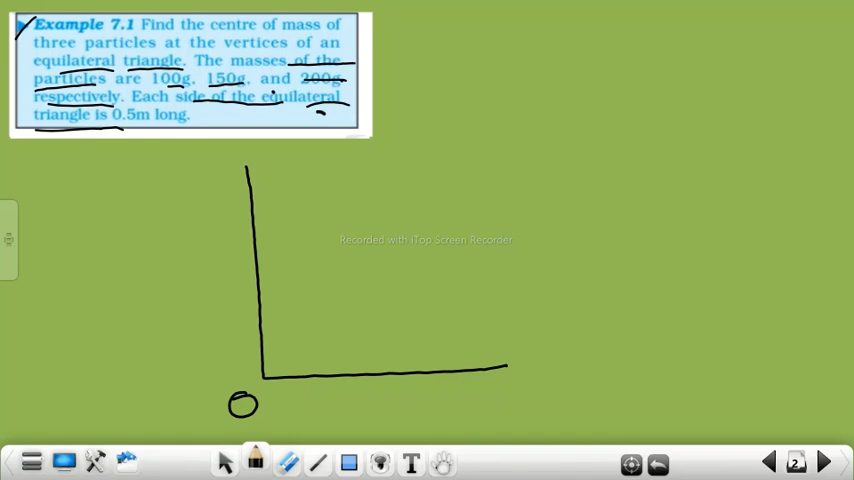 Example 7.1 Find the centre of mass of
three particles at the vertices of an
equilateral triangle. The masses of the
particles are 100g, 150g, and 200g
respectively. Each side of the equilateral
triangle is 0.5m long.
Recorded with iTop Screen Recorder
O
T
2